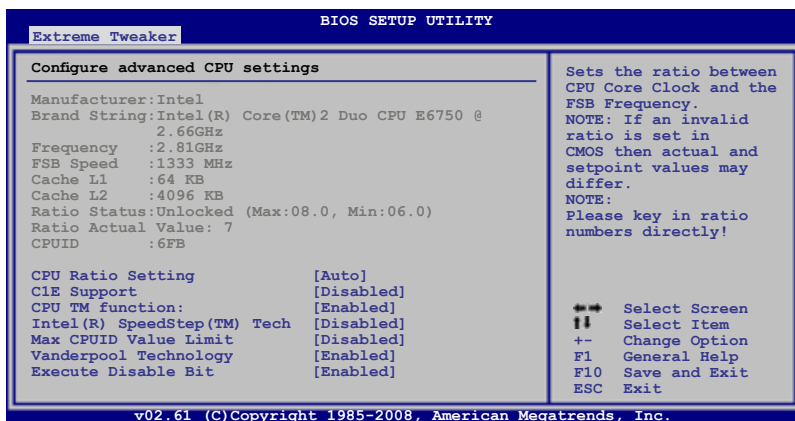 BIOS SETUP UTILITY
Extreme Tweaker
Configure advanced CPU settings
Manufacturer:Intel
Brand String:Intel(R) Core(TM)2 Duo CPU E6750 @
2.66GHz
Frequency :2.81GHz
FSB Speed :1333 MHz
Cache L1 :64 KB
Cache L2 :4096 KB
Ratio Status:Unlocked (Max:08.0, Min:06.0)
Ratio Actual Value: 7
CPUID :6FB
CPU Ratio Setting [Auto]
C1E Support [Disabled]
CPU TM function: [Enabled]
Intel(R) SpeedStep(TM) Tech [Disabled]
Max CPUID Value Limit [Disabled]
Vanderpool Technology [Enabled]
Execute Disable Bit [Enabled]
Sets the ratio between
CPU Core Clock and the
FSB Frequency.
NOTE: If an invalid
ratio is set in
CMOS then actual and
setpoint values may
differ.
NOTE:
Please key in ratio
numbers directly!
←→ Select Screen
↑↓ Select Item
+- Change Option
F1 General Help
F10 Save and Exit
ESC Exit
v02.61 (C)Copyright 1985-2008, American Megatrends, Inc.